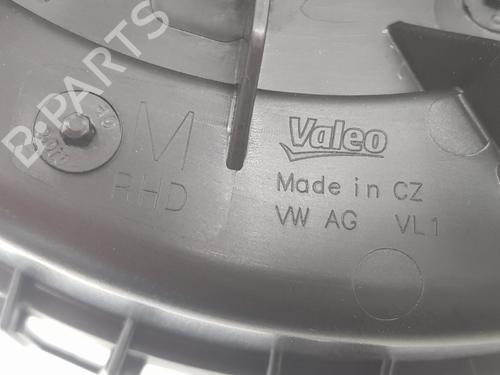 B-PARTS
M
RHD
Valeo
Made in CZ
VW AG VL1